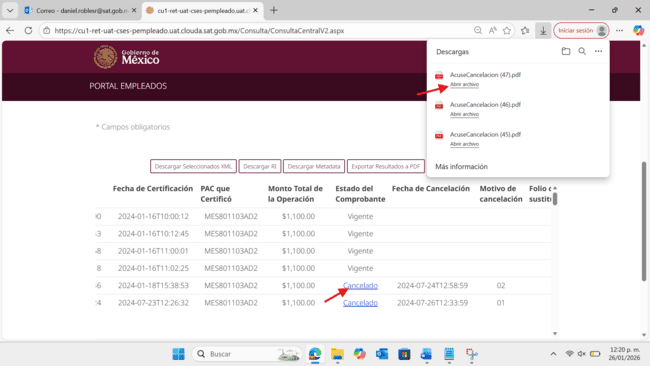 Correo - daniel.roblesr@sat.gob.m
cu1-ret-uat-cses-pempleado.uat
https://cu1-ret-uat-cses-pempleado.uat.clouda.sat.gob.mx/Consulta/ConsultaCentralV2.aspx
Iniciar sesión
Gobierno de
México
PORTAL EMPLEADOS
Descargas
AcuseCancelacion (47).pdf
Abrir archivo
AcuseCancelacion (46).pdf
Abrir archivo
AcuseCancelacion (45).pdf
Abrir archivo
Más información
* Campos obligatorios
Descargar Seleccionados XML
Descargar RI
Descargar Metadata
Exportar Resultados a PDF
Fecha de Certificación PAC que Certificó Monto Total de la Operación Estado del Comprobante Fecha de Cancelación Motivo de cancelación Folio sustit
00 2024-01-16T10:00:12 MES801103AD2 $1,100.00 Vigente
33 2024-01-16T10:12:45 MES801103AD2 $1,100.00 Vigente
58 2024-01-16T11:00:01 MES801103AD2 $1,100.00 Vigente
18 2024-01-16T11:02:25 MES801103AD2 $1,100.00 Vigente
56 2024-01-18T15:38:53 MES801103AD2 $1,100.00 Cancelado 2024-07-24T12:58:59 02
24 2024-07-23T12:26:32 MES801103AD2 $1,100.00 Cancelado 2024-07-26T12:33:59 01
Buscar
12:20 p. m.
26/01/2026